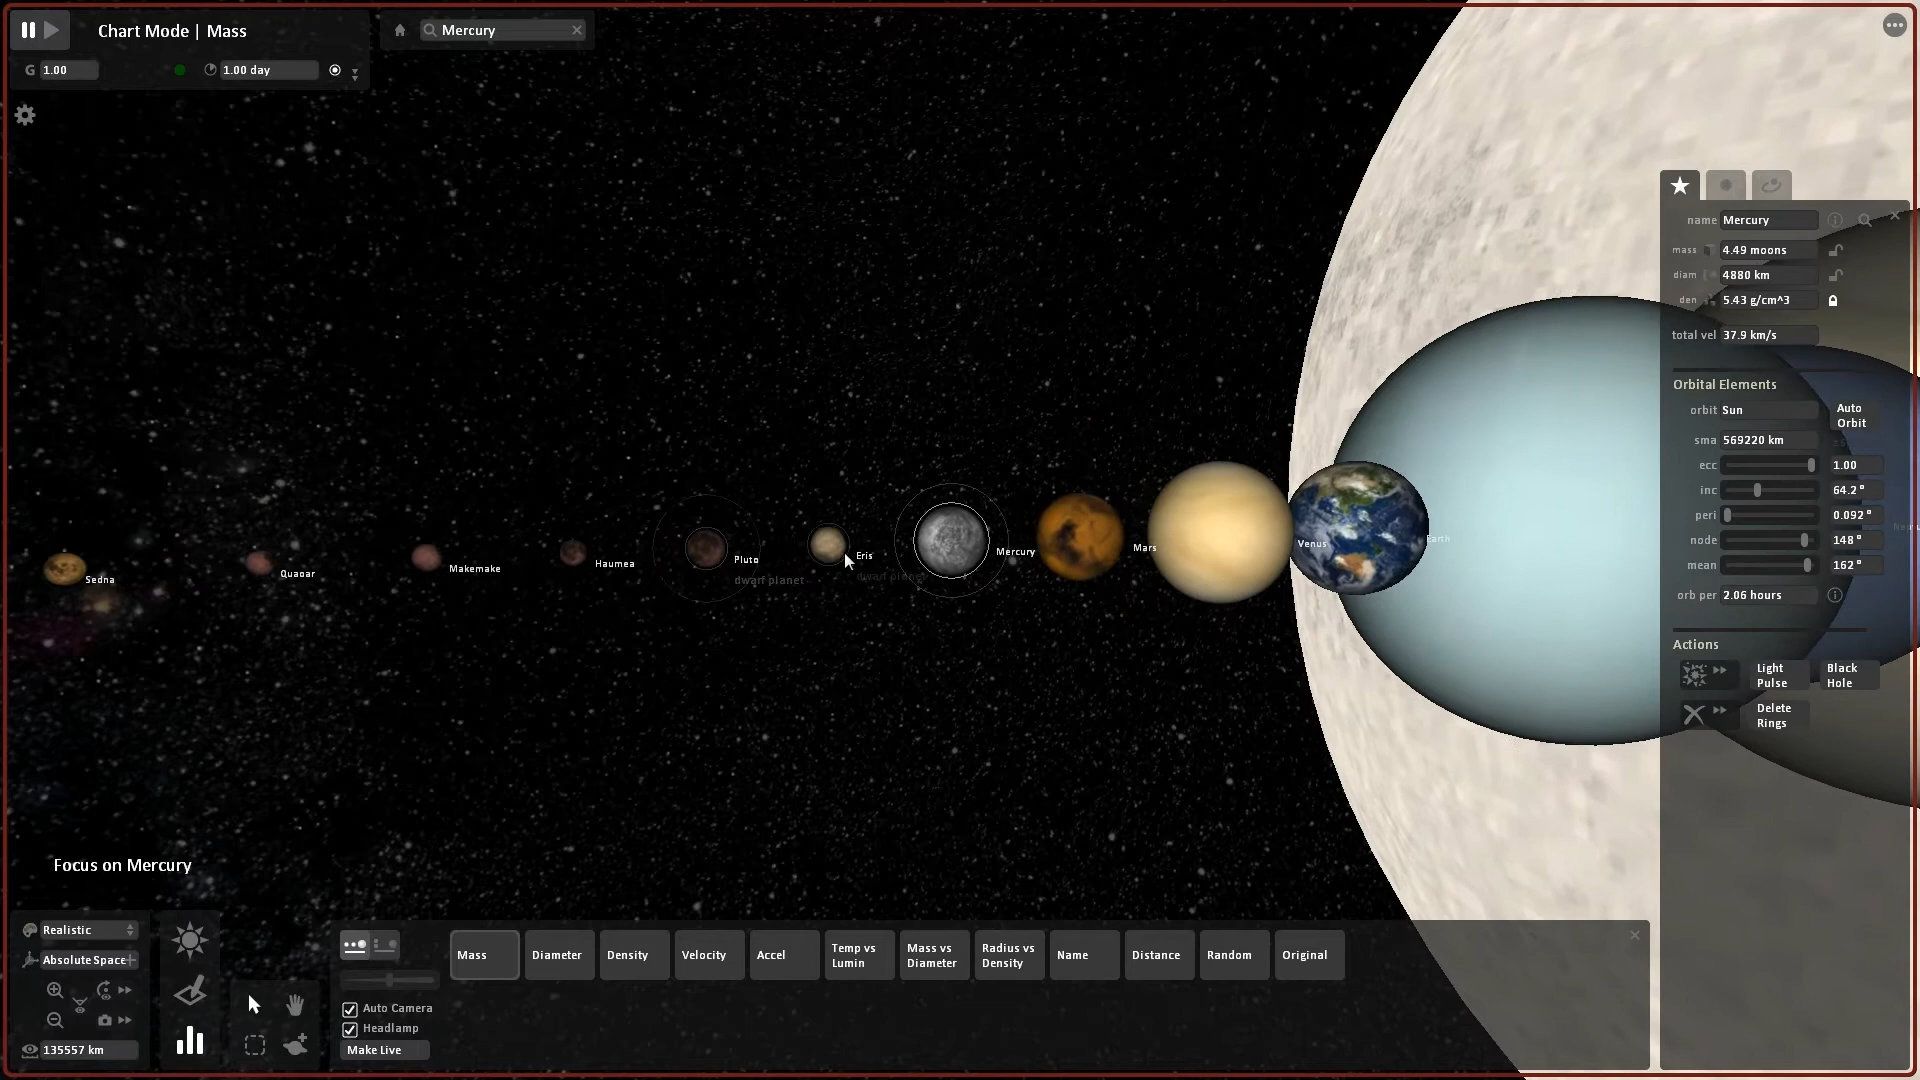 Chart Mode | Mass
Mercury
G 1.00
1.00 day
name Mercury
mass 4.49 moons
diam 4880 km
den 5.43 g/cm^3
total vel 37.9 km/s
Orbital Elements
orbit Sun
Auto
Orbit
sma 569220 km
ecc 1.00
inc 64.2°
peri 0.092°
node 148°
mean 162°
orb per 2.06 hours
Actions
Light
Pulse
Black
Hole
Delete
Rings
Sedna
Quaoar
Makemake
Haumea
Pluto
dwarf planet
Eris
dwarf planet
Mercury
Mars
Venus
Earth
Focus on Mercury
Realistic
Absolute Space
135557 km
Mass
Diameter
Density
Velocity
Accel
Temp vs
Lumin
Mass vs
Diameter
Radius vs
Density
Name
Distance
Random
Original
Auto Camera
Headlamp
Make Live